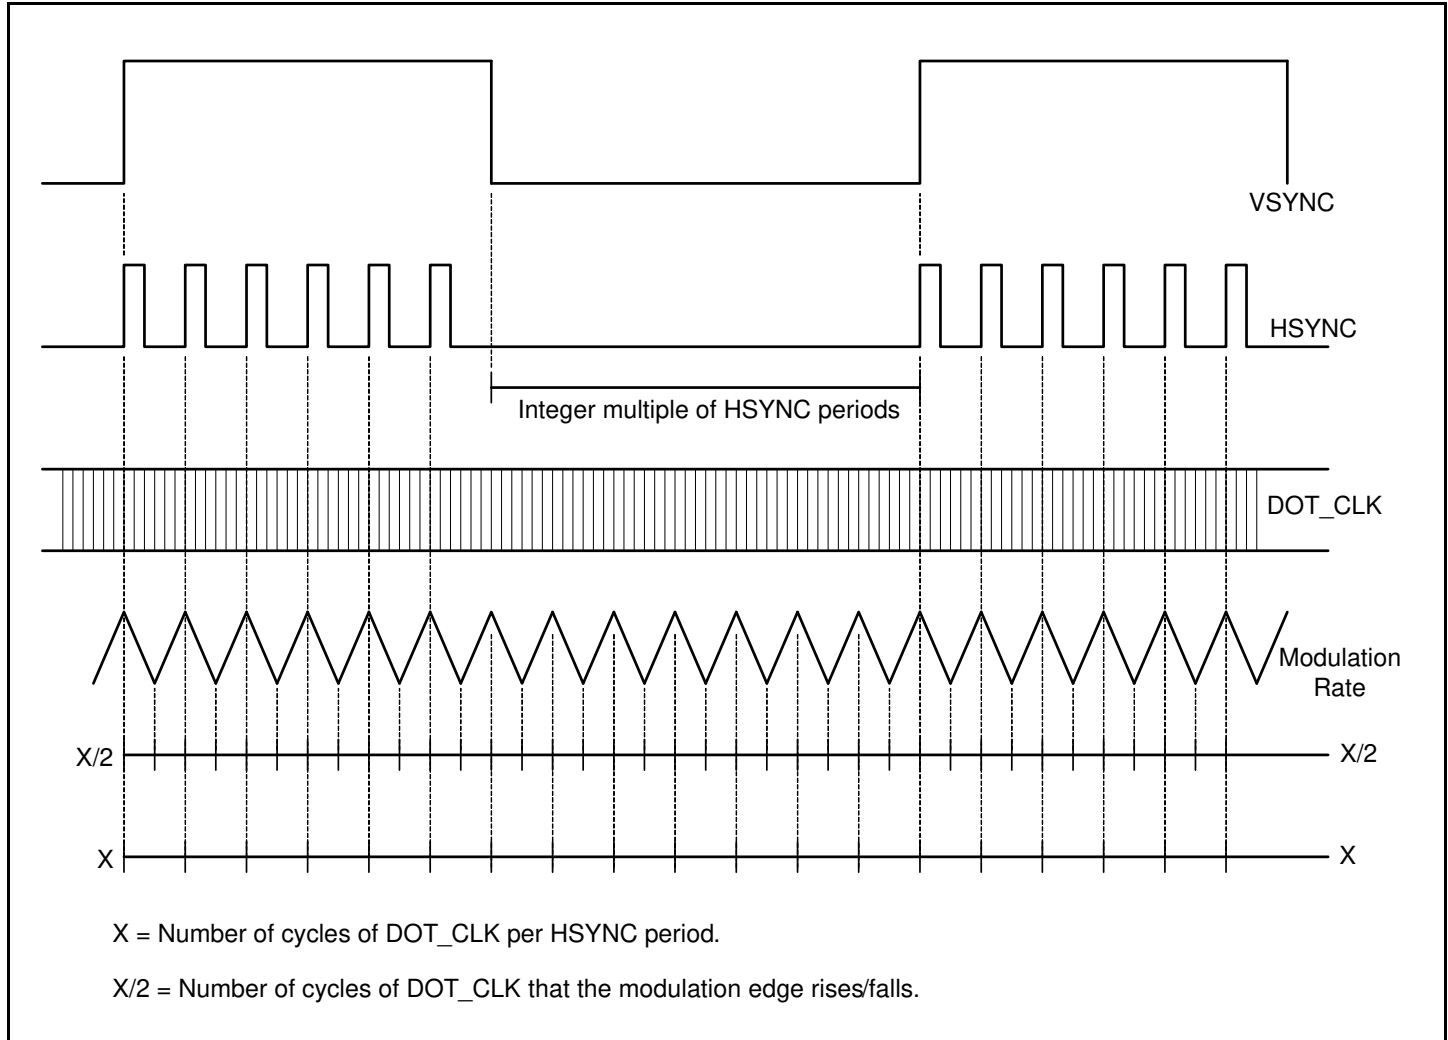 VSYNC
HSYNC
Integer multiple of HSYNC periods
DOT_CLK
Modulation
Rate
X/2
X/2
X
X
X = Number of cycles of DOT_CLK per HSYNC period.
X/2 = Number of cycles of DOT_CLK that the modulation edge rises/falls.